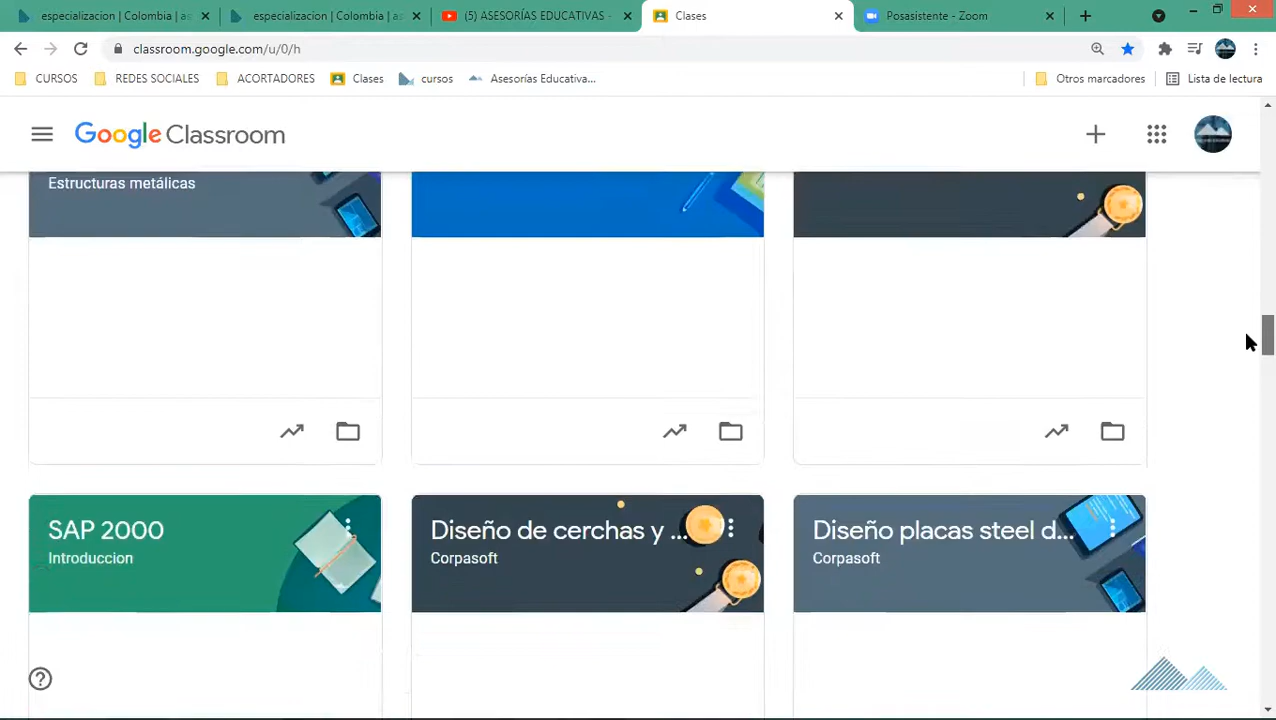 especializacion | Colombia | as
especializacion | Colombia | as
(5) ASESORÍAS EDUCATIVAS -
Clases
Posasistente - Zoom
classroom.google.com/u/0/h
CURSOS
REDES SOCIALES
ACORTADORES
Clases
cursos
Asesorías Educativa...
Otros marcadores
Lista de lectura
Google Classroom
Estructuras metálicas
SAP 2000
Introduccion
Diseño de cerchas y ...
Corpasoft
Diseño placas steel d...
Corpasoft